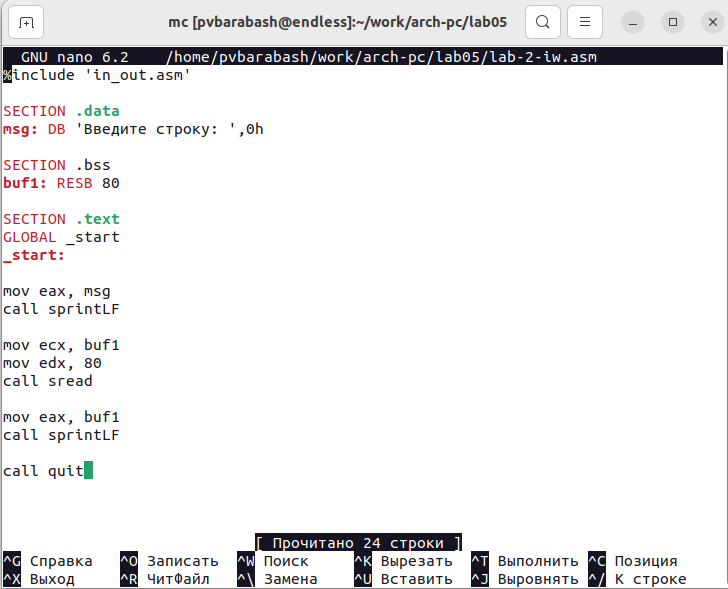 mc [pvbarabash@endless]:~/work/arch-pc/lab05
GNU nano 6.2 /home/pvbarabash/work/arch-pc/lab05/lab-2-iw.asm
%include 'in_out.asm'
SECTION .data
msg: DB 'Введите строку: ',0h
SECTION .bss
buf1: RESB 80
SECTION .text
GLOBAL _start
_start:
mov eax, msg
call sprintLF
mov ecx, buf1
mov edx, 80
call sread
mov eax, buf1
call sprintLF
call quit
[ Прочитано 24 строки ]
^G Справка ^O Записать ^W Поиск ^K Вырезать ^T Выполнить ^C Позиция
^X Выход ^R ЧитФайл ^\ Замена ^U Вставить ^J Выровнять ^/ К строке